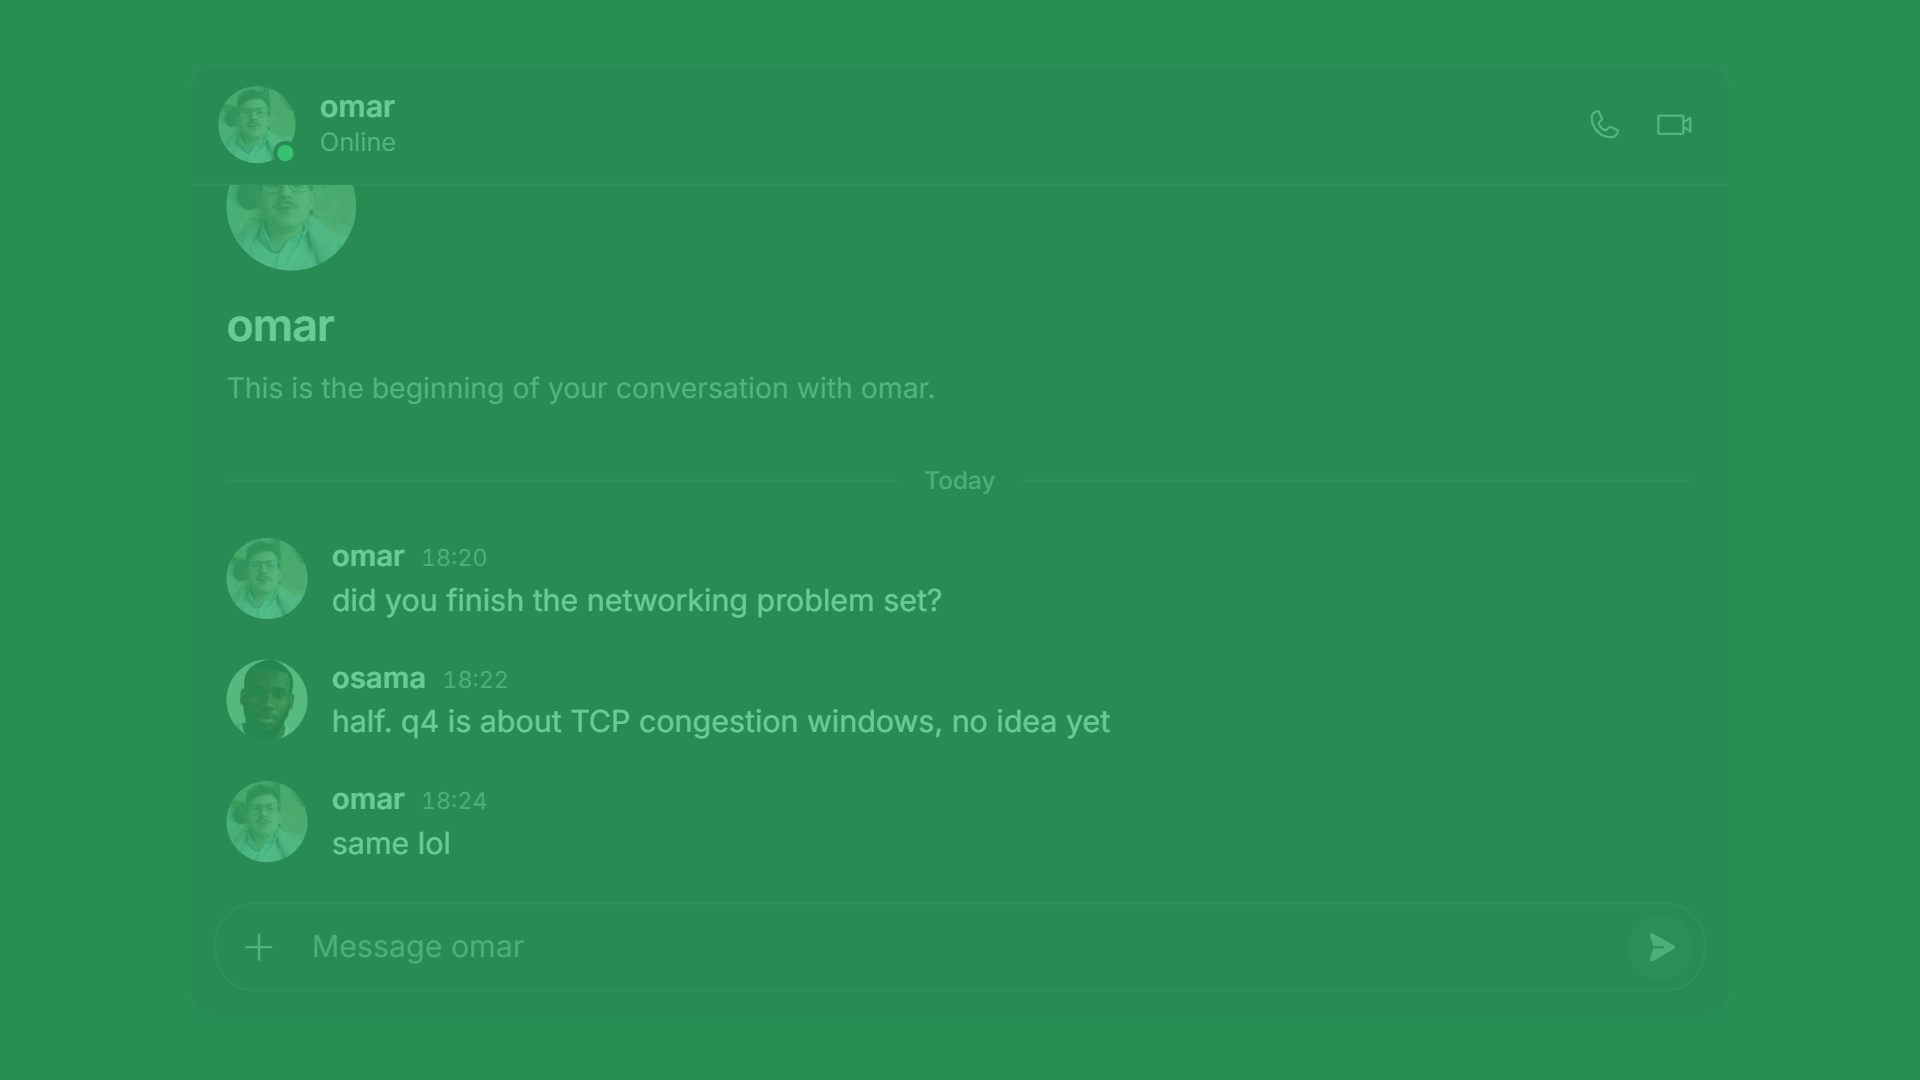 omar
Online
omar
This is the beginning of your conversation with omar.
Today
omar 18:20
did you finish the networking problem set?
osama 18:22
half. q4 is about TCP congestion windows, no idea yet
omar 18:24
same lol
Message omar